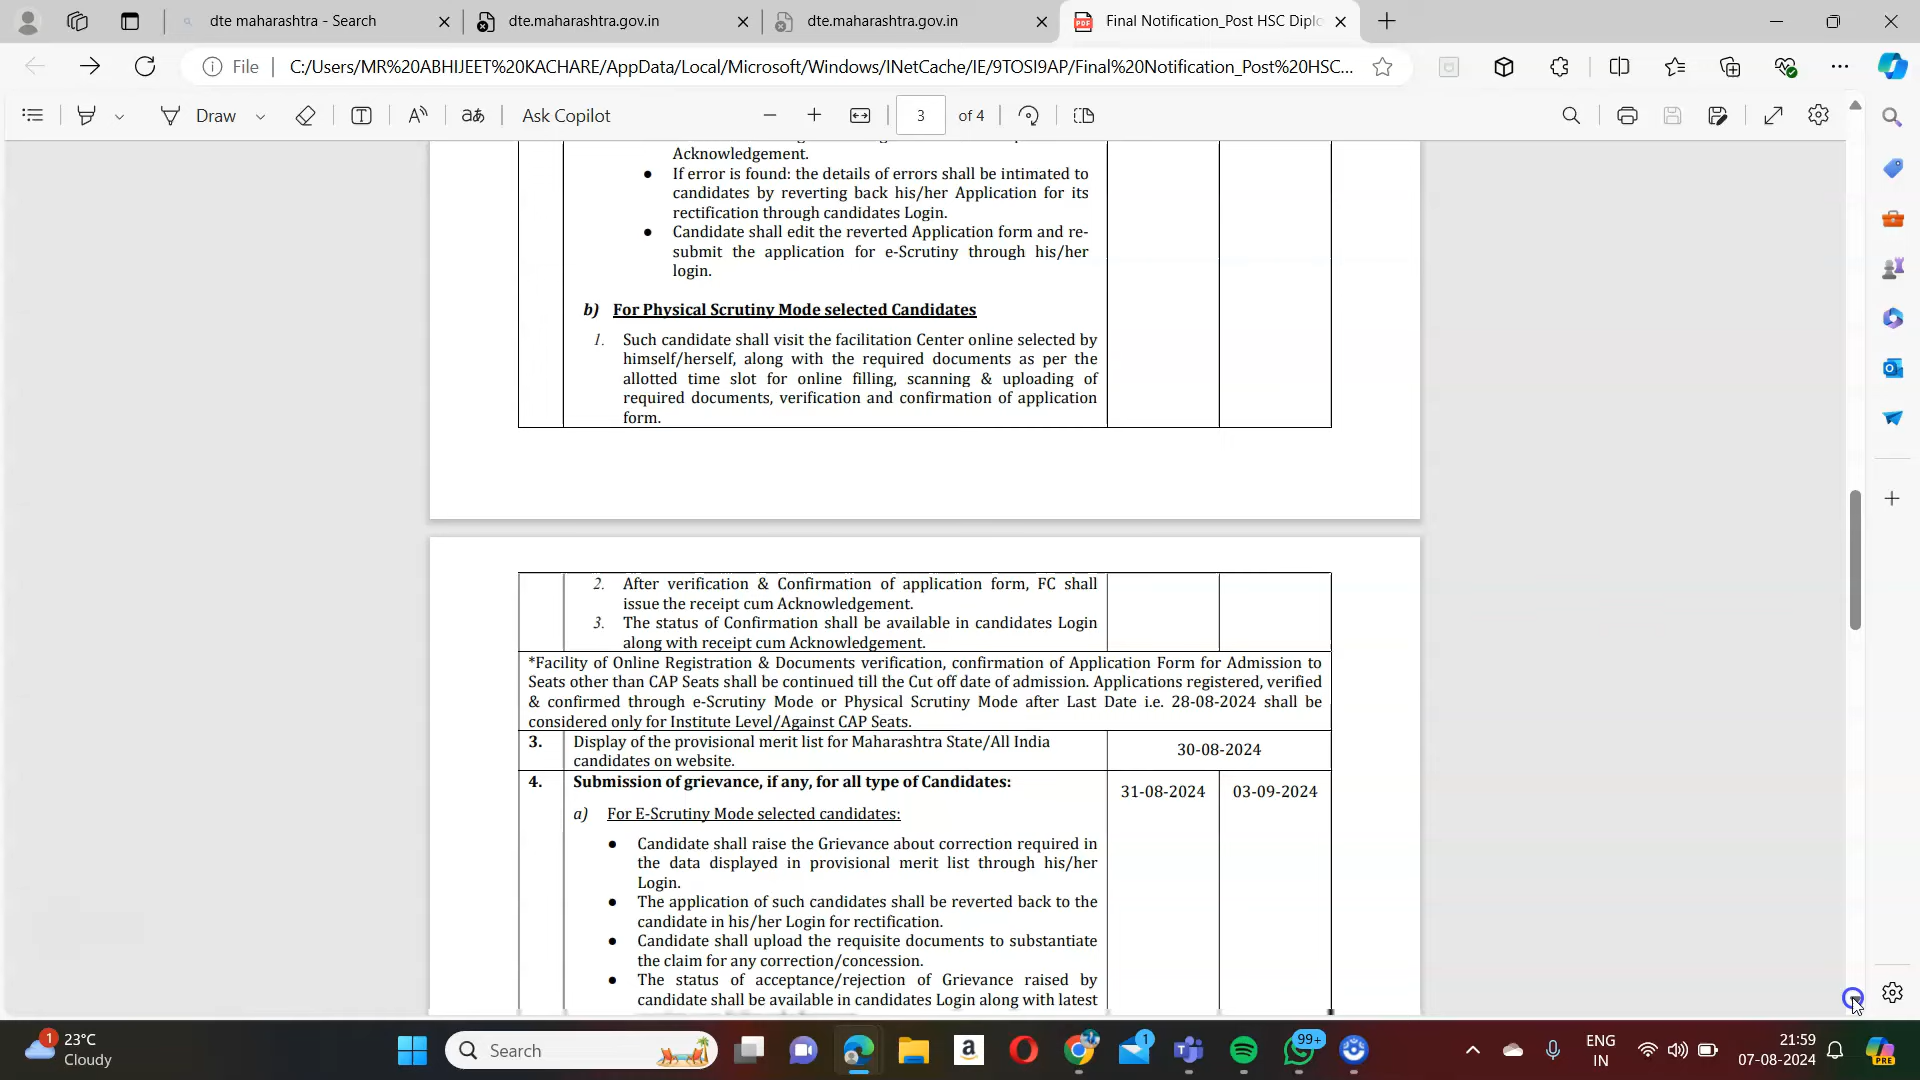 dte maharashtra - Search
dte.maharashtra.gov.in
dte.maharashtra.gov.in
Final Notification_Post HSC Diplo
File
C:/Users/MR%20ABHIJEET%20KACHARE/AppData/Local/Microsoft/Windows/INetCache/IE/9TOSI9AP/Final%20Notification_Post%20HSC...
Draw
Ask Copilot
3 of 4
Acknowledgement.
● If error is found: the details of errors shall be intimated to
candidates by reverting back his/her Application for its
rectification through candidates Login.
● Candidate shall edit the reverted Application form and re-
submit the application for e-Scrutiny through his/her
login.
b) For Physical Scrutiny Mode selected Candidates
1. Such candidate shall visit the facilitation Center online selected by
himself/herself, along with the required documents as per the
allotted time slot for online filling, scanning & uploading of
required documents, verification and confirmation of application
form.
2. After verification & Confirmation of application form, FC shall
issue the receipt cum Acknowledgement.
3. The status of Confirmation shall be available in candidates Login
along with receipt cum Acknowledgement.
*Facility of Online Registration & Documents verification, confirmation of Application Form for Admission to
Seats other than CAP Seats shall be continued till the Cut off date of admission. Applications registered, verified
& confirmed through e-Scrutiny Mode or Physical Scrutiny Mode after Last Date i.e. 28-08-2024 shall be
considered only for Institute Level/Against CAP Seats.
3. Display of the provisional merit list for Maharashtra State/All India
candidates on website.
30-08-2024
4. Submission of grievance, if any, for all type of Candidates:
31-08-2024 03-09-2024
a) For E-Scrutiny Mode selected candidates:
● Candidate shall raise the Grievance about correction required in
the data displayed in provisional merit list through his/her
Login.
● The application of such candidates shall be reverted back to the
candidate in his/her Login for rectification.
● Candidate shall upload the requisite documents to substantiate
the claim for any correction/concession.
● The status of acceptance/rejection of Grievance raised by
candidate shall be available in candidates Login along with latest
1
23°C
Cloudy
Search
1
99+
ENG
IN
21:59
07-08-2024
PRE